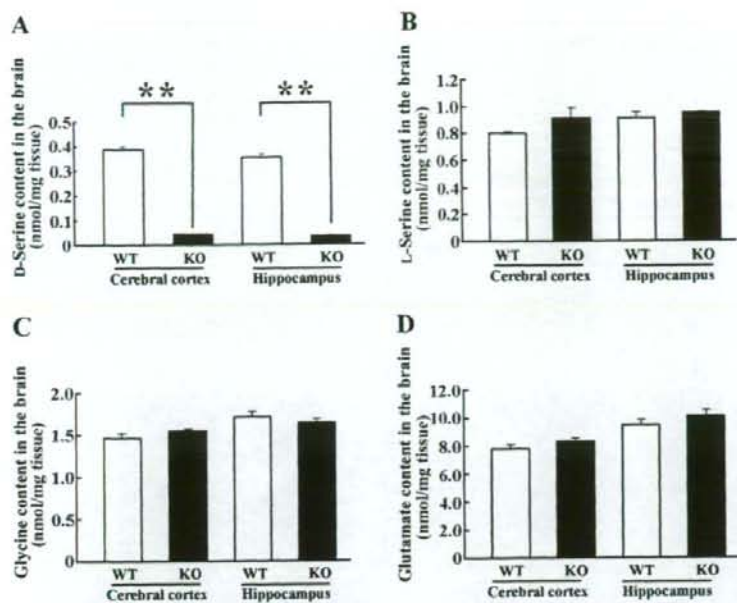 A
D-Serine content in the brain
(nmol/mg tissue)
0.5
0.4
0.3
0.2
0.1
0
**
**
WT
KO
WT
KO
Cerebral cortex
Hippocampus
B
L-Serine content in the brain
(nmol/mg tissue)
1.2
1.0
0.8
0.6
0.4
0.2
0
WT
KO
WT
KO
Cerebral cortex
Hippocampus
C
Glycine content in the brain
(nmol/mg tissue)
2.0
1.5
1.0
0.5
0
WT
KO
WT
KO
Cerebral cortex
Hippocampus
D
Glutamate content in the brain
(nmol/mg tissue)
12.0
10.0
8.0
6.0
4.0
2.0
0
WT
KO
WT
KO
Cerebral cortex
Hippocampus